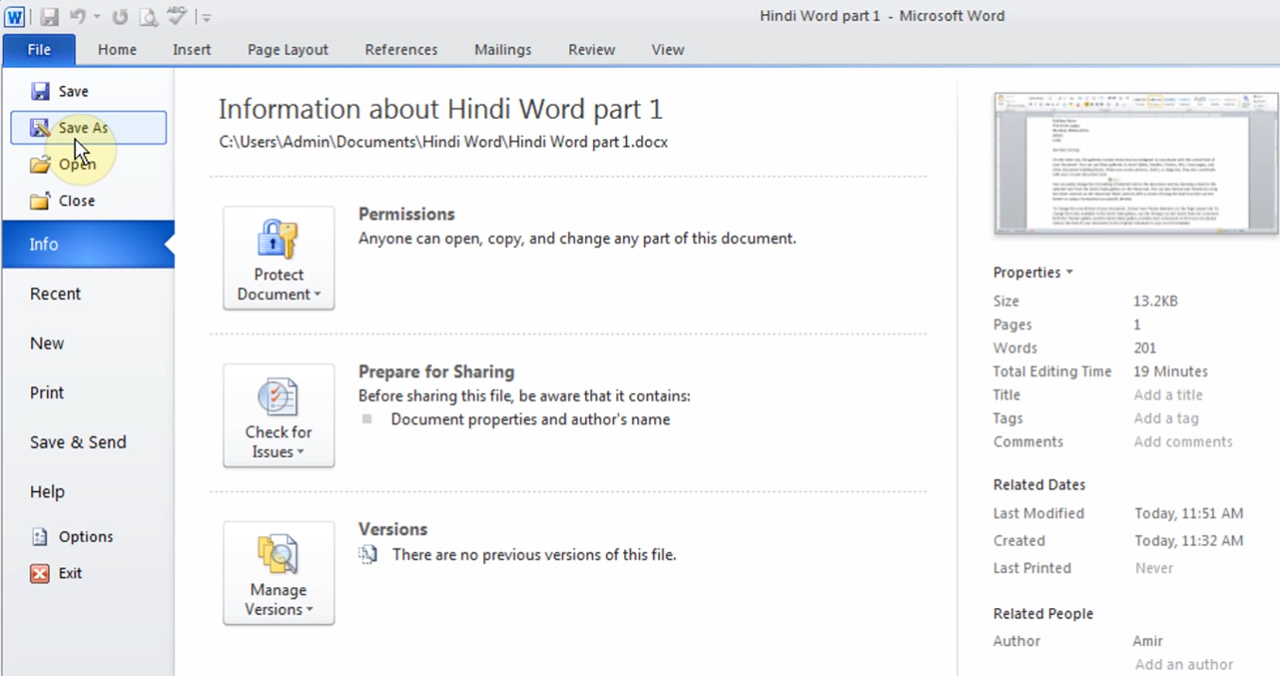 W ABC
Hindi Word part 1 - Microsoft Word
File Home Insert Page Layout References Mailings Review View
Save
Save As
Open
Close
Info
Recent
New
Print
Save & Send
Help
Options
Exit
Information about Hindi Word part 1
C:\Users\Admin\Documents\Hindi Word\Hindi Word part 1.docx
Protect
Document
Permissions
Anyone can open, copy, and change any part of this document.
Check for
Issues
Prepare for Sharing
Before sharing this file, be aware that it contains:
Document properties and author's name
Manage
Versions
Versions
There are no previous versions of this file.
Properties
Size 13.2KB
Pages 1
Words 201
Total Editing Time 19 Minutes
Title Add a title
Tags Add a tag
Comments Add comments
Related Dates
Last Modified Today, 11:51 AM
Created Today, 11:32 AM
Last Printed Never
Related People
Author Amir
Add an author